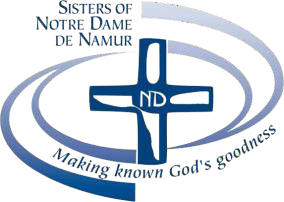 SISTERS OF
NOTRE DAME
DE NAMUR
ND
Making known God's goodness